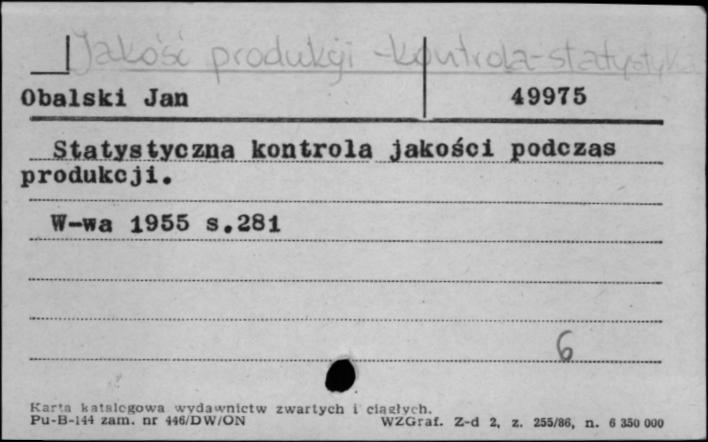 Jakość produkcji - kontrola - statystyka
Obalski Jan 49975
Statystyczna kontrola jakości podczas
produkcji.
W-wa 1955 s.281
6
Karta katalogowa wydawnictw zwartych i ciągłych.
Pu-B-144 zam. nr 446/DW/ON WZGraf. Z-d 2, z. 255/86, n. 6 350 000